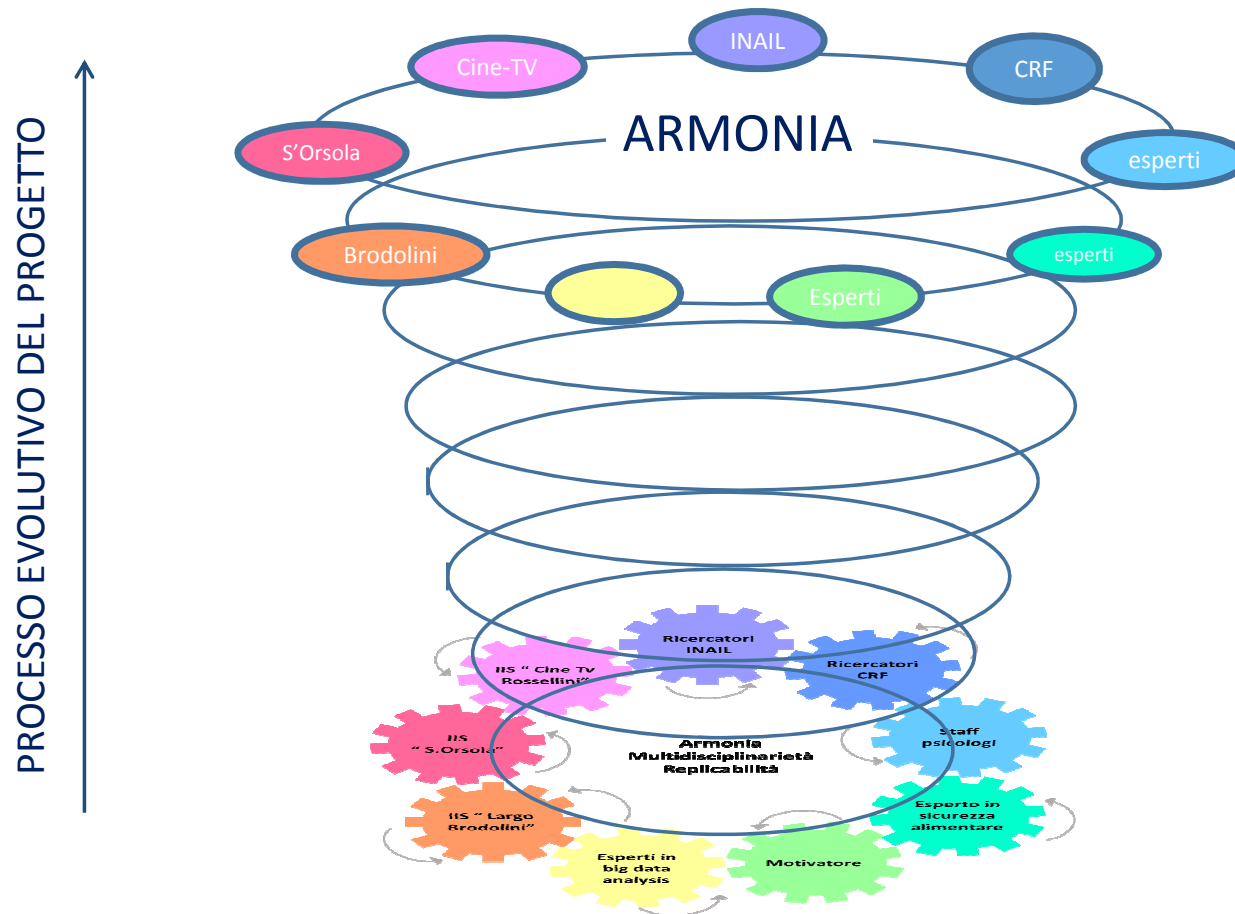 PROCESSO EVOLUTIVO DEL PROGETTO
INAIL
Cine-TV
CRF
ARMONIA
S'Orsola
esperti
Brodolini
esperti
Esperti
Ricercatori
INAIL
IIS “ Cine Tv
Rossellini”
Ricercatori
CRF
IIS
“ S.Orsola”
Armonia
Multidisciplinarietà
Replicabilità
Staff
psicologi
IIS “ Largo
Brodolini”
Esperto in
sicurezza
alimentare
Esperti in
big data
analysis
Motivatore